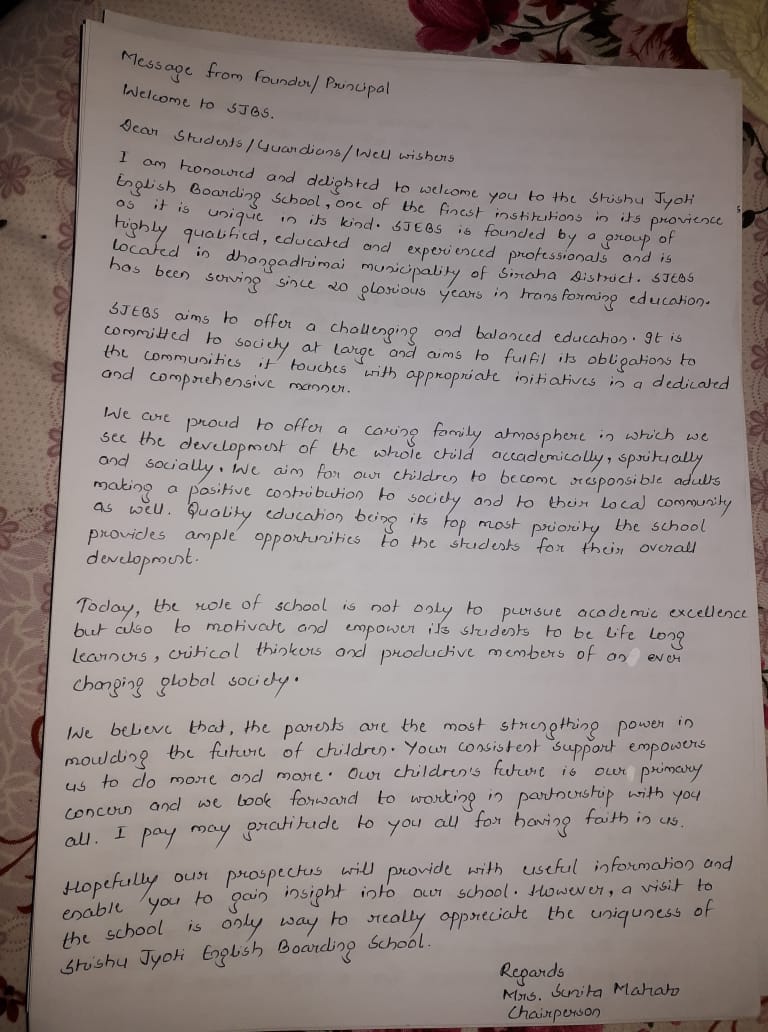 Message from Founder/Principal
Welcome to SJBS.
Dear Students/Guardians/Well wishers
I am honoured and delighted to welcome you to the Shishu Jyoti
English Boarding School, one of the finest institutions in its provience
as it is unique in its kind. SJEBS is founded by a group of
highly qualified, educated and experienced professionals and is
located in dhangadhimai municipality of Siraha District. SJEBS
has been serving since 20 glorious years in transforming education.
SJEBS aims to offer a challenging and balanced education. It is
committed to society at large and aims to fulfil its obligations to
the communities it touches with appropriate initiatives in a dedicated
and comprehensive manner.
We are proud to offer a caring family atmosphere in which we
see the development of the whole child accademically, spritually
and socially. We aim for our children to become responsible adults
making a positive contribution to society and to their local community
as well. Quality education being its top most priority the school
provides ample opportunities to the students for their overall
development.
Today, the role of school is not only to pursue academic excellence
but also to motivate and empower its students to be life long
learners, critical thinkers and productive members of an ever
changing global society.
We believe that, the parents are the most strengthing power in
moulding the future of children. Your consistent support empowers
us to do more and more. Our children's future is our primary
concern and we look forward to working in partnership with you
all. I pay may gratitude to you all for having faith in us.
Hopefully our prospectus will provide with useful information and
enable you to gain insight into our school. However, a visit to
the school is only way to really appreciate the uniquness of
Shishu Jyoti English Boarding School.
Regards
Mrs. Sunita Mahato
Chairperson